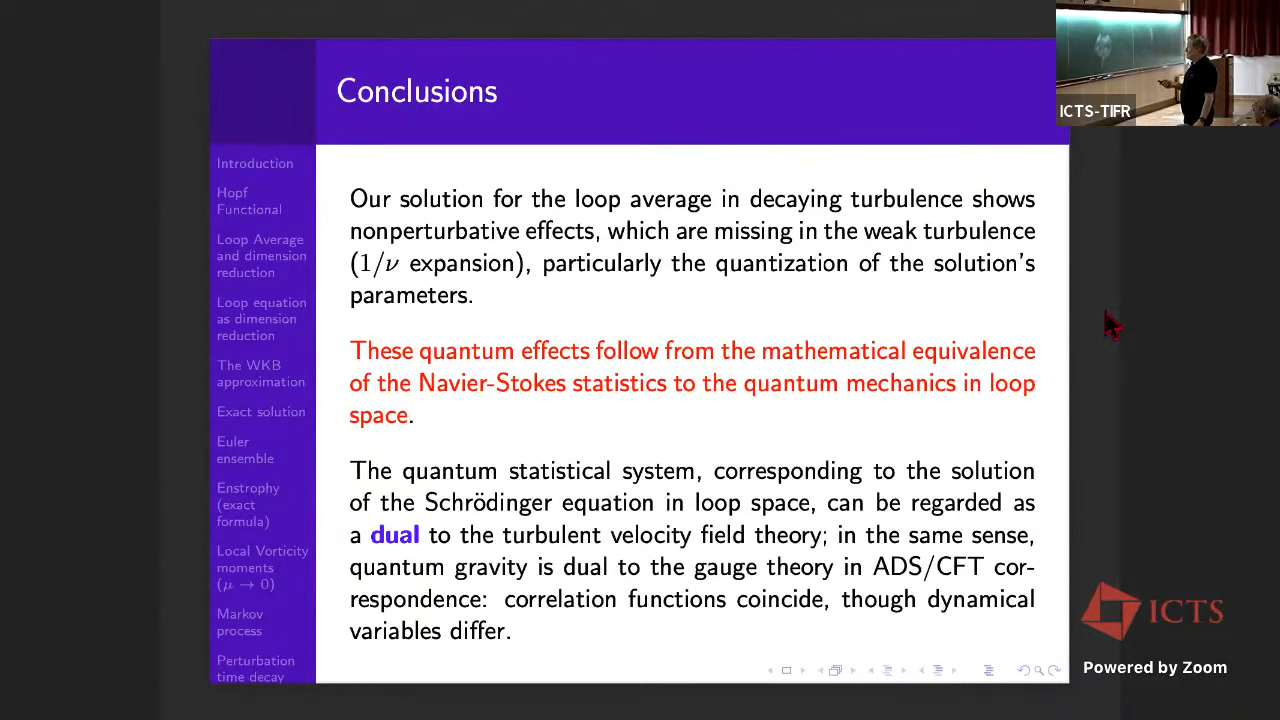 Conclusions
ICTS-TIFR
Introduction
Hopf
Functional
Loop Average
and dimension
reduction
Loop equation
as dimension
reduction
The WKB
approximation
Exact solution
Euler
ensemble
Enstrophy
(exact
formula)
Local Vorticity
moments
(μ → 0)
Markov
process
Perturbation
time decay
Our solution for the loop average in decaying turbulence shows
nonperturbative effects, which are missing in the weak turbulence
(1/ν expansion), particularly the quantization of the solution's
parameters.
These quantum effects follow from the mathematical equivalence
of the Navier-Stokes statistics to the quantum mechanics in loop
space.
The quantum statistical system, corresponding to the solution
of the Schrödinger equation in loop space, can be regarded as
a dual to the turbulent velocity field theory; in the same sense,
quantum gravity is dual to the gauge theory in ADS/CFT cor-
respondence: correlation functions coincide, though dynamical
variables differ.
ICTS
Powered by Zoom